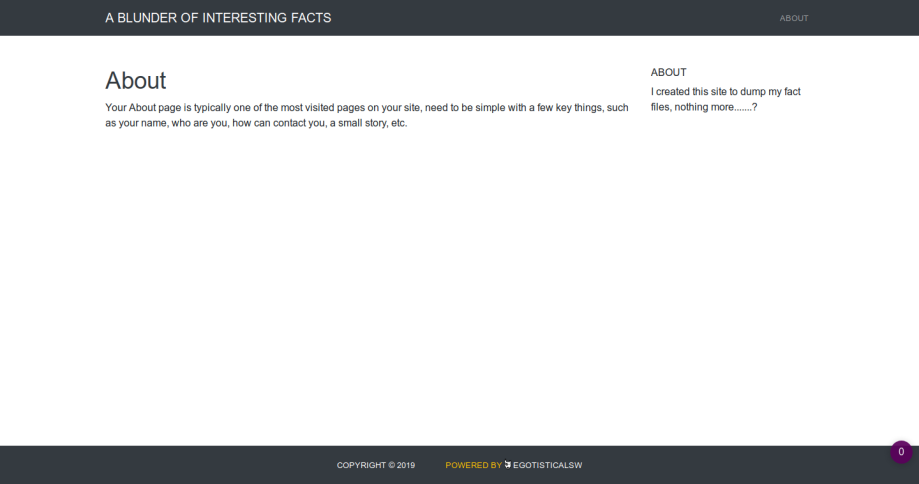 A BLUNDER OF INTERESTING FACTS
ABOUT
About
Your About page is typically one of the most visited pages on your site, need to be simple with a few key things, such
as your name, who are you, how can contact you, a small story, etc.
ABOUT
I created this site to dump my fact
files, nothing more.......?
COPYRIGHT © 2019
POWERED BY EGOTISTICALSW
0